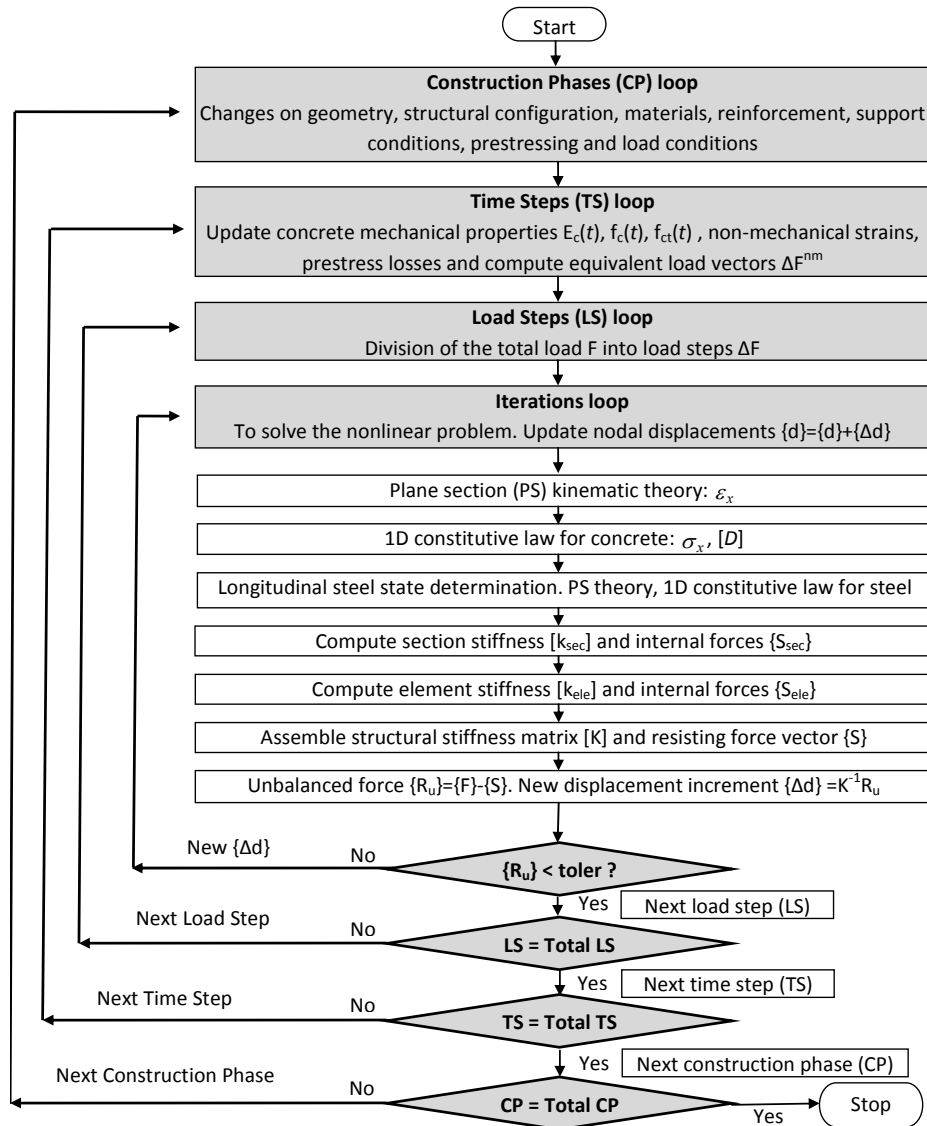 Start
Construction Phases (CP) loop
Changes on geometry, structural configuration, materials, reinforcement, support
conditions, prestressing and load conditions
Time Steps (TS) loop
Update concrete mechanical properties Ec(t), fc(t), fct(t) , non-mechanical strains,
prestress losses and compute equivalent load vectors ΔF^nm
Load Steps (LS) loop
Division of the total load F into load steps ΔF
Iterations loop
To solve the nonlinear problem. Update nodal displacements {d}={d}+{Δd}
Plane section (PS) kinematic theory: εx
1D constitutive law for concrete: σx, [D]
Longitudinal steel state determination. PS theory, 1D constitutive law for steel
Compute section stiffness [ksec] and internal forces {Ssec}
Compute element stiffness [kele] and internal forces {Sele}
Assemble structural stiffness matrix [K] and resisting force vector {S}
Unbalanced force {Ru}={F}-{S}. New displacement increment {Δd} =K^-1Ru
New {Δd}
No
{Ru} < toler ?
Yes
Next load step (LS)
Next Load Step
No
LS = Total LS
Yes
Next time step (TS)
Next Time Step
No
TS = Total TS
Yes
Next construction phase (CP)
Next Construction Phase
No
CP = Total CP
Yes
Stop